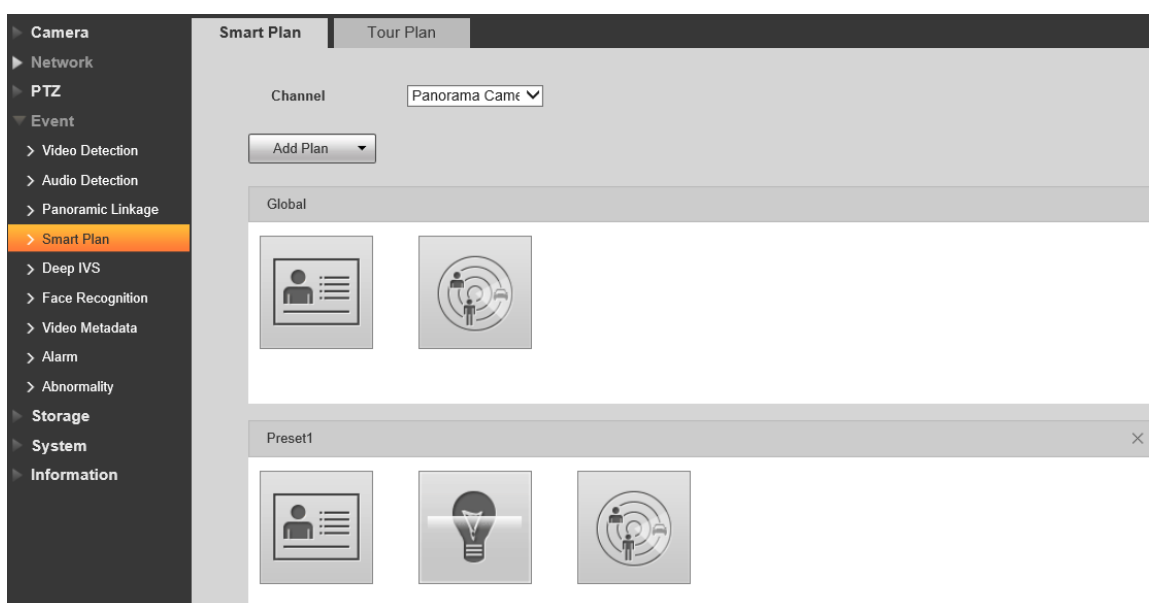 Camera
Network
PTZ
Event
Video Detection
Audio Detection
Panoramic Linkage
Smart Plan
Deep IVS
Face Recognition
Video Metadata
Alarm
Abnormality
Storage
System
Information
Smart Plan Tour Plan
Channel Panorama Came
Add Plan
Global
Preset1